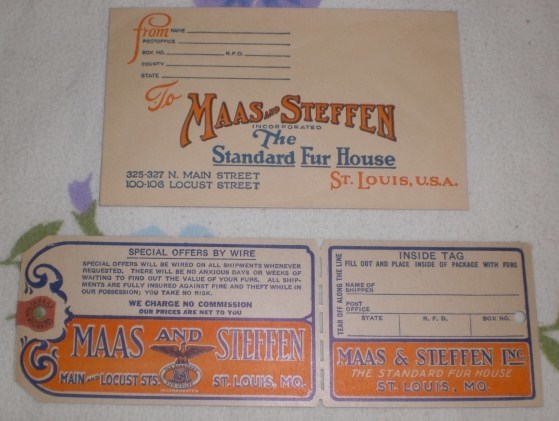 from NAME
POSTOFFICE
BOX NO. R.F.D.
COUNTY
STATE
To
MAAS AND STEFFEN
INCORPORATED
The
Standard Fur House
325-327 N. MAIN STREET
100-106 LOCUST STREET
ST. LOUIS, U.S.A.
SPECIAL OFFERS BY WIRE
SPECIAL OFFERS WILL BE WIRED ON ALL SHIPMENTS WHENEVER
REQUESTED. THERE WILL BE NO ANXIOUS DAYS OR WEEKS OF
WAITING TO FIND OUT THE VALUE OF YOUR FURS. ALL SHIP-
MENTS ARE FULLY INSURED AGAINST FIRE AND THEFT WHILE IN
OUR POSSESSION; YOU TAKE NO RISK.
WE CHARGE NO COMMISSION
OUR PRICES ARE NET TO YOU
MAAS AND STEFFEN
MAIN AND LOCUST STS. ST. LOUIS, MO.
INCORPORATED
TEAR OFF ALONG THE LINE
INSIDE TAG
FILL OUT AND PLACE INSIDE OF PACKAGE WITH FURS
NAME OF
SHIPPER
POST
OFFICE
STATE R.F.D. BOX NO.
MAAS & STEFFEN INC.
THE STANDARD FUR HOUSE
ST. LOUIS, MO.